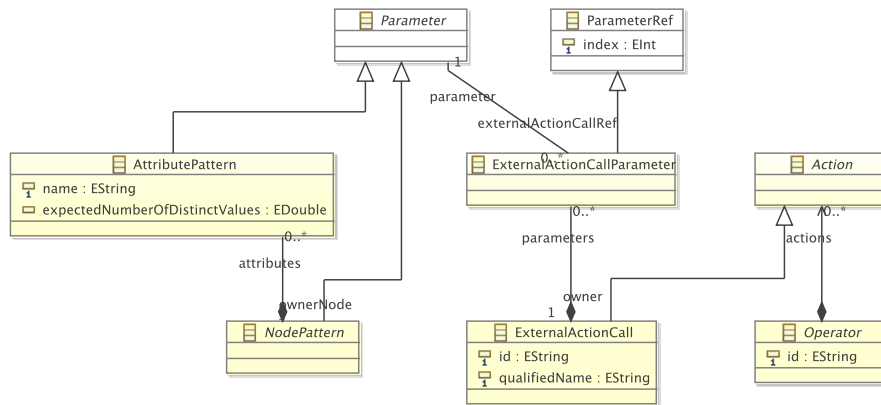 Parameter
ParameterRef
index : EInt
1
parameter
externalActionCallRef
0..*
AttributePattern
name : EString
expectedNumberOfDistinctValues : EDouble
ExternalActionCallParameter
Action
0..*
attributes
0..*
parameters
0..*
actions
ownerNode
1
owner
NodePattern
ExternalActionCall
id : EString
qualifiedName : EString
Operator
id : EString